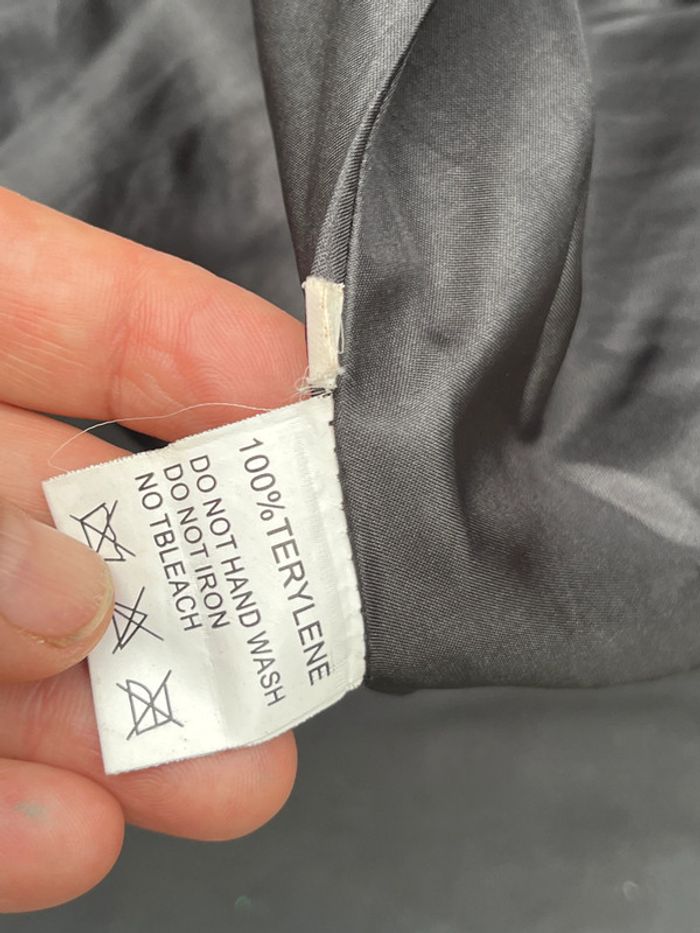 100%TERYLENE
DO NOT HAND WASH
DO NOT IRON
NO TBLEACH